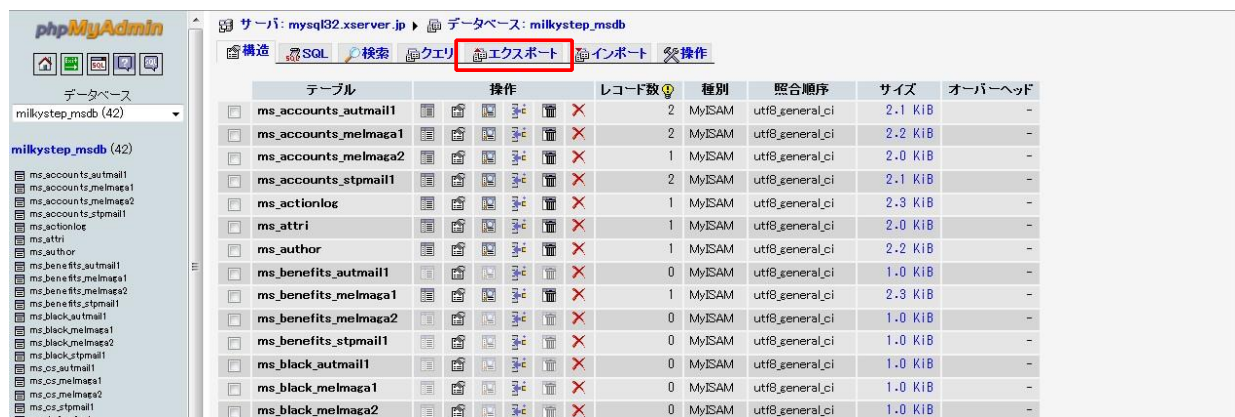 phpMyAdmin
データベース
milkystep_msdb (42)
milkystep_msdb (42)
ms_accounts_autmail1
ms_accounts_melmaga1
ms_accounts_melmaga2
ms_accounts_stpmail1
ms_actionlog
ms_attri
ms_author
ms_benefits_autmail1
ms_benefits_melmaga1
ms_benefits_melmaga2
ms_benefits_stpmail1
ms_black_autmail1
ms_black_melmaga1
ms_black_melmaga2
ms_black_stpmail1
ms_cs_autmail1
ms_cs_melmaga1
ms_cs_melmaga2
ms_cs_stpmail1
サーバ: mysql32.xserver.jp ▶ データベース: milkystep_msdb
構造 SQL 検索 クエリ エクスポート インポート 操作
テーブル 操作 レコード数 種別 照合順序 サイズ オーバーヘッド
ms_accounts_autmail1 2 MyISAM utf8_general_ci 2.1 KiB -
ms_accounts_melmaga1 2 MyISAM utf8_general_ci 2.2 KiB -
ms_accounts_melmaga2 1 MyISAM utf8_general_ci 2.0 KiB -
ms_accounts_stpmail1 2 MyISAM utf8_general_ci 2.1 KiB -
ms_actionlog 1 MyISAM utf8_general_ci 2.3 KiB -
ms_attri 1 MyISAM utf8_general_ci 2.0 KiB -
ms_author 1 MyISAM utf8_general_ci 2.2 KiB -
ms_benefits_autmail1 0 MyISAM utf8_general_ci 1.0 KiB -
ms_benefits_melmaga1 1 MyISAM utf8_general_ci 2.3 KiB -
ms_benefits_melmaga2 0 MyISAM utf8_general_ci 1.0 KiB -
ms_benefits_stpmail1 0 MyISAM utf8_general_ci 1.0 KiB -
ms_black_autmail1 0 MyISAM utf8_general_ci 1.0 KiB -
ms_black_melmaga1 0 MyISAM utf8_general_ci 1.0 KiB -
ms_black_melmaga2 0 MyISAM utf8_general_ci 1.0 KiB -